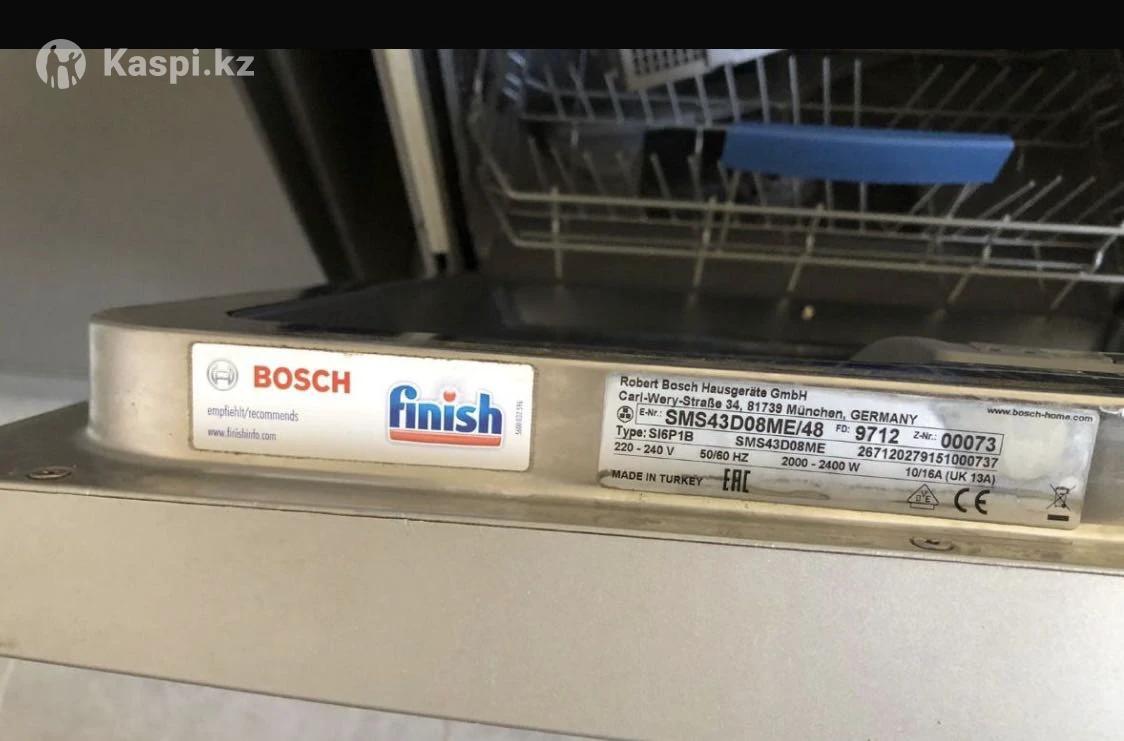 Kaspi.kz
BOSCH
empfiehlt/recommends
www.finishinfo.com
finish
Robert Bosch Hausgeräte GmbH
Carl-Wery-Straße 34, 81739 München, GERMANY
www.bosch-home.com
E-Nr.: SMS43D08ME/48 FD: 9712 Z-Nr.: 00073
Type: SI6P1B SMS43D08ME 267120279151000737
220 - 240 V 50/60 HZ 2000 - 2400 W 10/16A (UK 13A)
MADE IN TURKEY EAC
CE